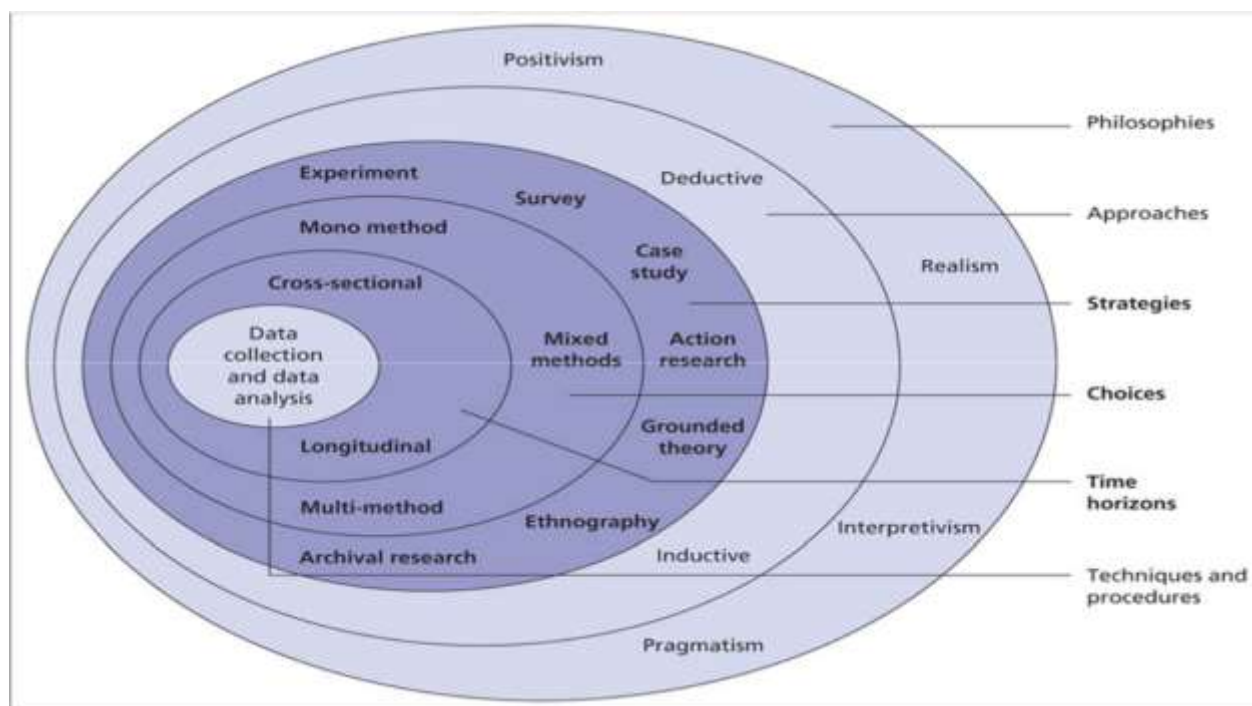 Positivism
Philosophies
Experiment
Deductive
Survey
Approaches
Mono method
Case
study
Realism
Cross-sectional
Strategies
Data
collection
and data
analysis
Mixed
methods
Action
research
Choices
Grounded
theory
Longitudinal
Time
horizons
Multi-method
Ethnography
Interpretivism
Archival research
Inductive
Techniques and
procedures
Pragmatism